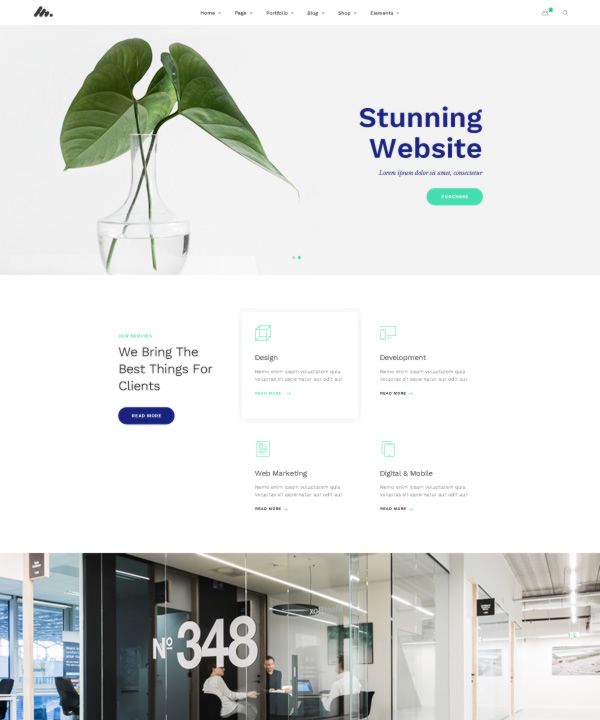 Home Page Portfolio Blog Shop Elements
Stunning
Website
Lorem ipsum dolor sit amet, consectetur
PURCHASE
OUR SERVIES
We Bring The
Best Things For
Clients
READ MORE
Design
Nemo enim ipsam voluptatem quia
voluptas sit aspernatur aut odit aut
READ MORE →
Development
Nemo enim ipsam voluptatem quia
voluptas sit aspernatur aut odit aut
READ MORE →
Web Marketing
Nemo enim ipsam voluptatem quia
voluptas sit aspernatur aut odit aut
READ MORE →
Digital & Mobile
Nemo enim ipsam voluptatem quia
voluptas sit aspernatur aut odit aut
READ MORE →
Nº 348